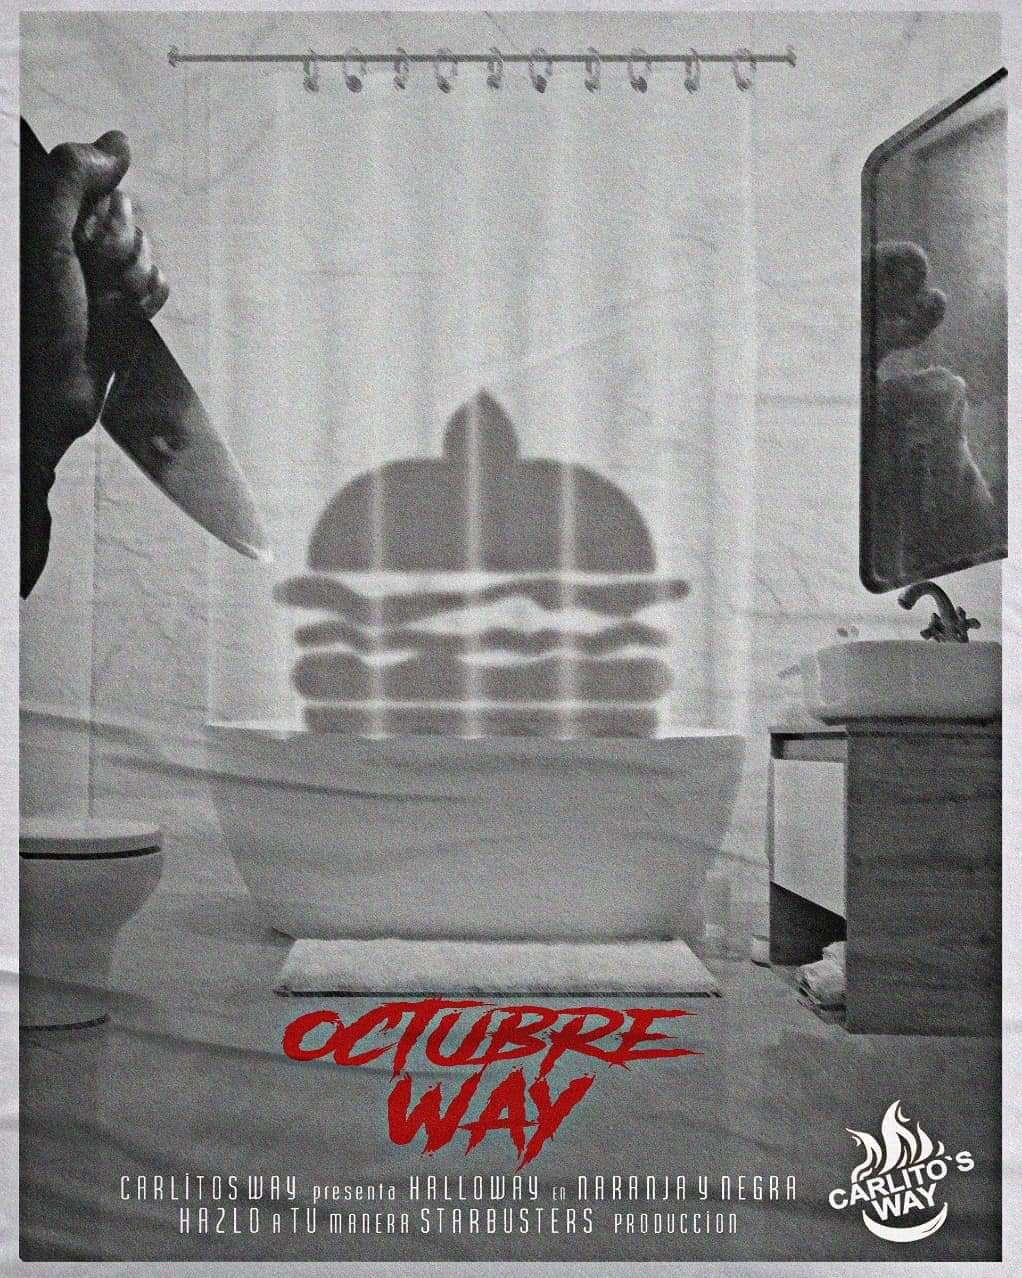 OCTUBRE
WAY
CARLITOS WAY presenta HALLOWAY EN NARANJA Y NEGRA
HAZLO A TU MANERA STARBUSTERS PRODUCCION
CARLITO`S
WAY